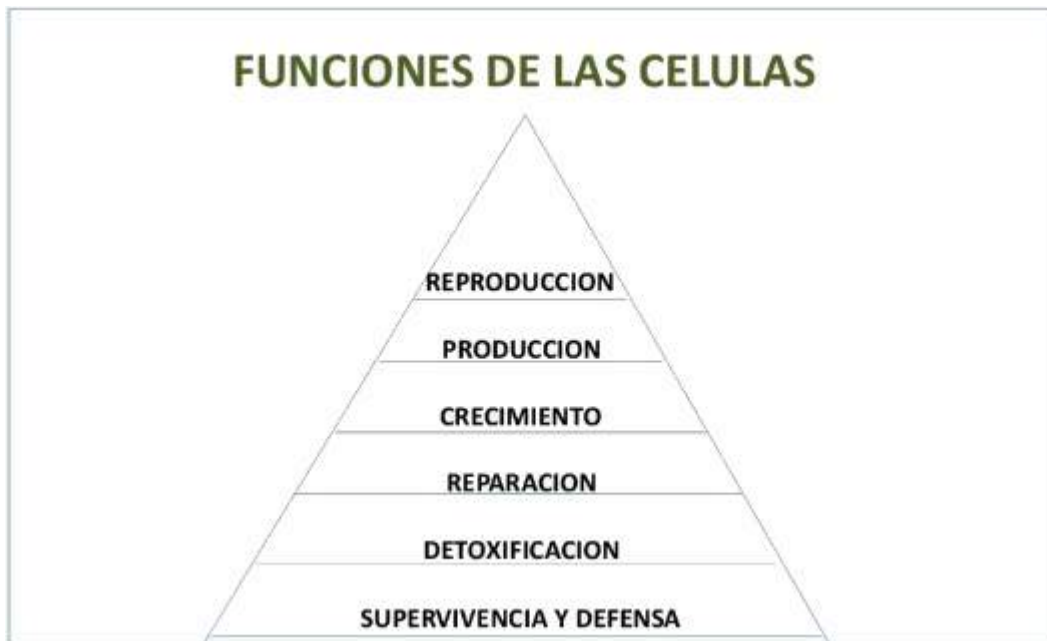 FUNCIONES DE LAS CELULAS
REPRODUCCION
PRODUCCION
CRECIMIENTO
REPARACION
DETOXIFICACION
SUPERVIVENCIA Y DEFENSA